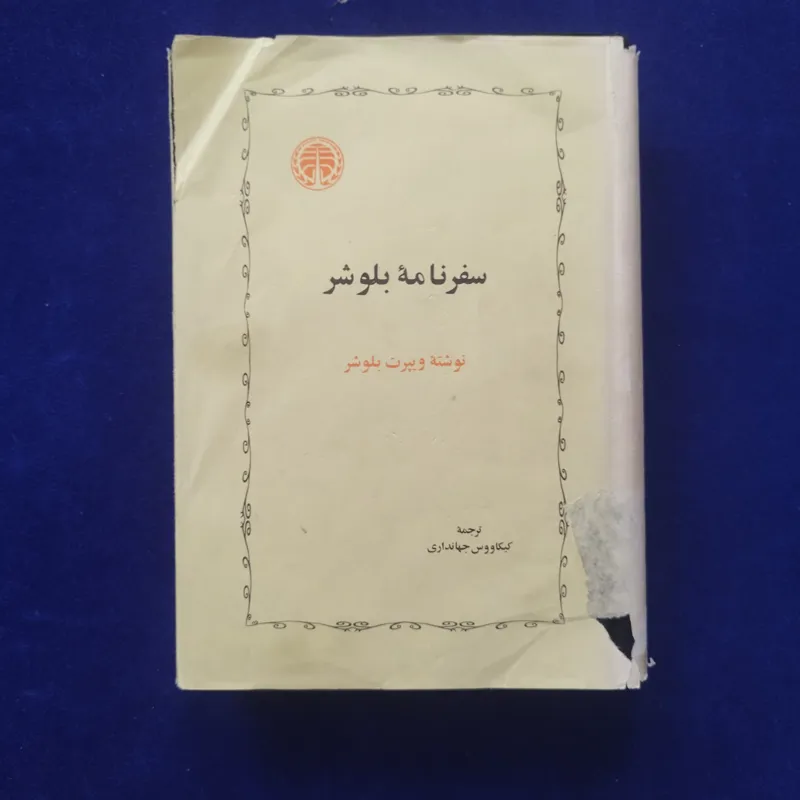 سفرنامهٔ بلوشر
نوشتهٔ ویپرت بلوشر
ترجمهٔ
کیکاووس جهانداری